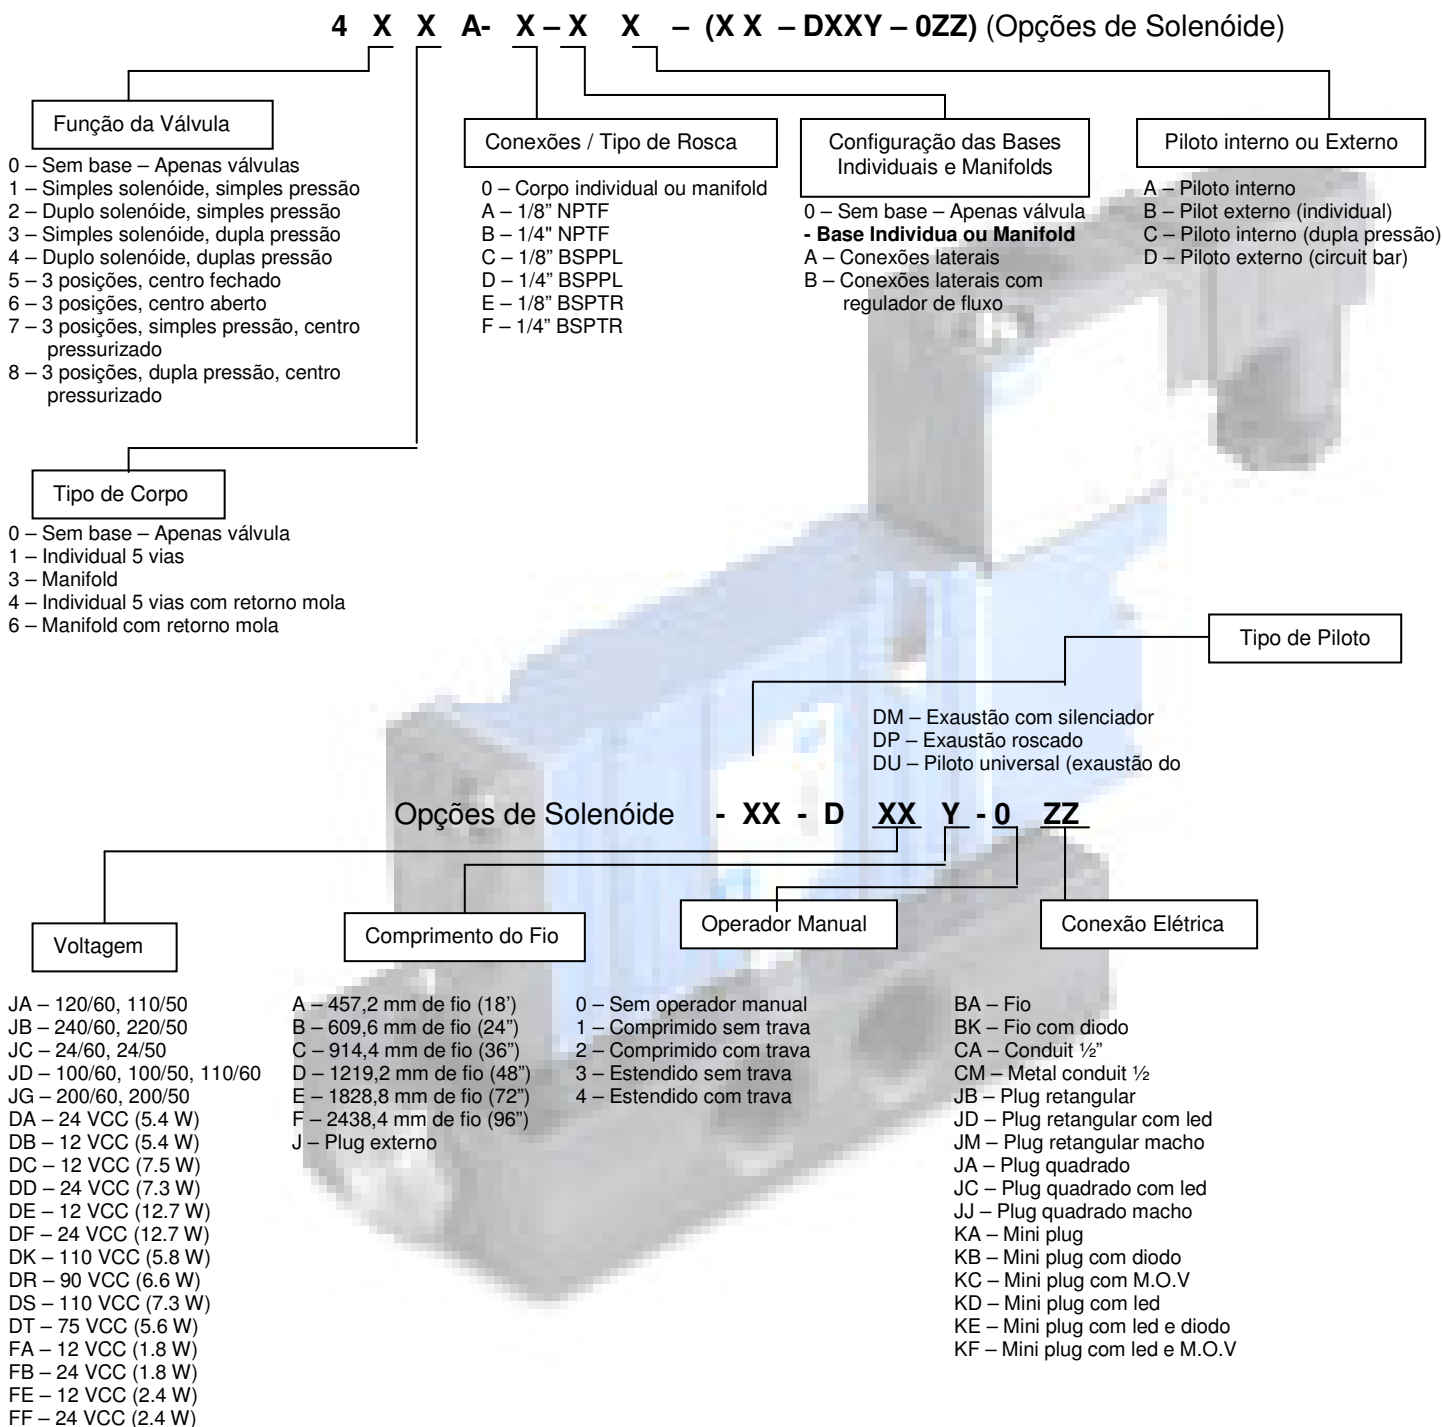 4 X X A- X – X X – (X X – DXXY – 0ZZ) (Opções de Solenóide)
Função da Válvula
0 – Sem base – Apenas válvulas
1 – Simples solenóide, simples pressão
2 – Duplo solenóide, simples pressão
3 – Simples solenóide, dupla pressão
4 – Duplo solenóide, duplas pressão
5 – 3 posições, centro fechado
6 – 3 posições, centro aberto
7 – 3 posições, simples pressão, centro
pressurizado
8 – 3 posições, dupla pressão, centro
pressurizado
Conexões / Tipo de Rosca
0 – Corpo individual ou manifold
A – 1/8” NPTF
B – 1/4" NPTF
C – 1/8” BSPPL
D – 1/4” BSPPL
E – 1/8” BSPTR
F – 1/4” BSPTR
Configuração das Bases
Individuais e Manifolds
0 – Sem base – Apenas válvula
- Base Individua ou Manifold
A – Conexões laterais
B – Conexões laterais com
regulador de fluxo
Piloto interno ou Externo
A – Piloto interno
B – Pilot externo (individual)
C – Piloto interno (dupla pressão)
D – Piloto externo (circuit bar)
Tipo de Corpo
0 – Sem base – Apenas válvula
1 – Individual 5 vias
3 – Manifold
4 – Individual 5 vias com retorno mola
6 – Manifold com retorno mola
Tipo de Piloto
DM – Exaustão com silenciador
DP – Exaustão roscado
DU – Piloto universal (exaustão do
Opções de Solenóide - XX - D XX Y - 0 ZZ
Voltagem
JA – 120/60, 110/50
JB – 240/60, 220/50
JC – 24/60, 24/50
JD – 100/60, 100/50, 110/60
JG – 200/60, 200/50
DA – 24 VCC (5.4 W)
DB – 12 VCC (5.4 W)
DC – 12 VCC (7.5 W)
DD – 24 VCC (7.3 W)
DE – 12 VCC (12.7 W)
DF – 24 VCC (12.7 W)
DK – 110 VCC (5.8 W)
DR – 90 VCC (6.6 W)
DS – 110 VCC (7.3 W)
DT – 75 VCC (5.6 W)
FA – 12 VCC (1.8 W)
FB – 24 VCC (1.8 W)
FE – 12 VCC (2.4 W)
FF – 24 VCC (2.4 W)
Comprimento do Fio
A – 457,2 mm de fio (18’)
B – 609,6 mm de fio (24”)
C – 914,4 mm de fio (36”)
D – 1219,2 mm de fio (48”)
E – 1828,8 mm de fio (72”)
F – 2438,4 mm de fio (96”)
J – Plug externo
Operador Manual
0 – Sem operador manual
1 – Comprimido sem trava
2 – Comprimido com trava
3 – Estendido sem trava
4 – Estendido com trava
Conexão Elétrica
BA – Fio
BK – Fio com diodo
CA – Conduit ½”
CM – Metal conduit ½
JB – Plug retangular
JD – Plug retangular com led
JM – Plug retangular macho
JA – Plug quadrado
JC – Plug quadrado com led
JJ – Plug quadrado macho
KA – Mini plug
KB – Mini plug com diodo
KC – Mini plug com M.O.V
KD – Mini plug com led
KE – Mini plug com led e diodo
KF – Mini plug com led e M.O.V